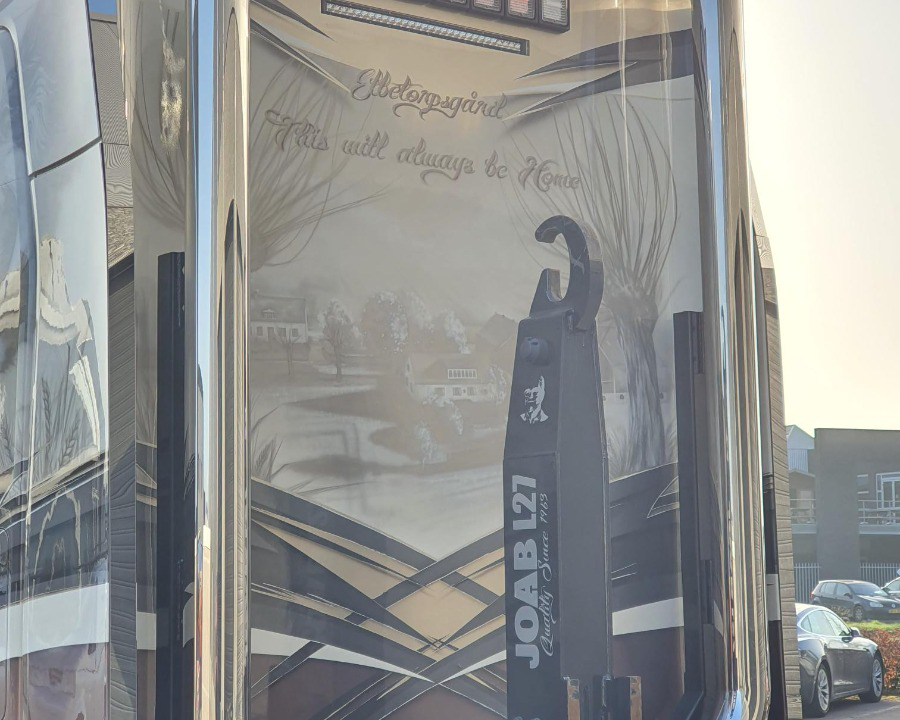 Elbetorpsgård
This will always be Home
JOAB L27
Quality Since 1963